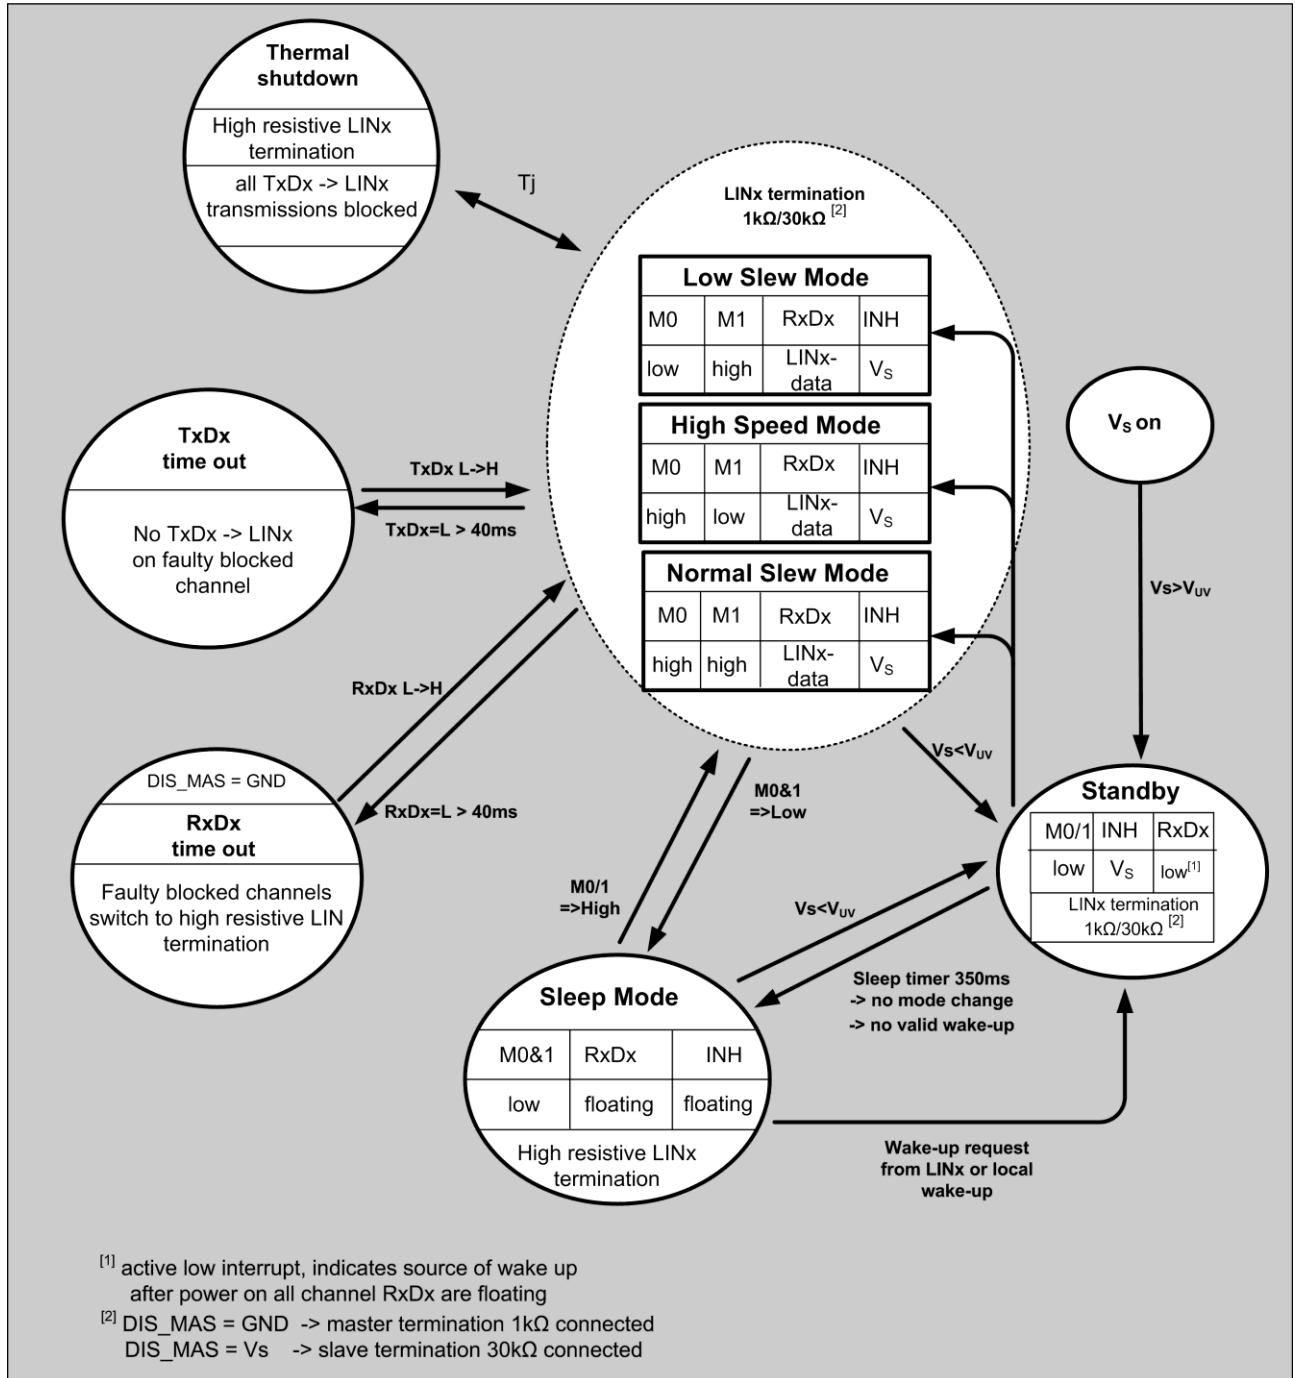 Thermal
shutdown
High resistive LINx
termination
all TxDx -> LINx
transmissions blocked
Tj
LINx termination
1kΩ/30kΩ [2]
Low Slew Mode
M0 M1 RxDx INH
low high LINx-data VS
High Speed Mode
M0 M1 RxDx INH
high low LINx-data VS
Normal Slew Mode
M0 M1 RxDx INH
high high LINx-data VS
VS on
Vs>VUV
TxDx
time out
No TxDx -> LINx
on faulty blocked
channel
TxDx L->H
TxDx=L > 40ms
RxDx L->H
RxDx=L > 40ms
DIS_MAS = GND
RxDx
time out
Faulty blocked channels
switch to high resistive LIN
termination
M0&1
=>Low
M0/1
=>High
Vs<VUV
Vs<VUV
Standby
M0/1 INH RxDx
low VS low[1]
LINx termination
1kΩ/30kΩ [2]
Sleep timer 350ms
-> no mode change
-> no valid wake-up
Sleep Mode
M0&1 RxDx INH
low floating floating
High resistive LINx
termination
Wake-up request
from LINx or local
wake-up
[1] active low interrupt, indicates source of wake up
after power on all channel RxDx are floating
[2] DIS_MAS = GND -> master termination 1kΩ connected
DIS_MAS = Vs -> slave termination 30kΩ connected